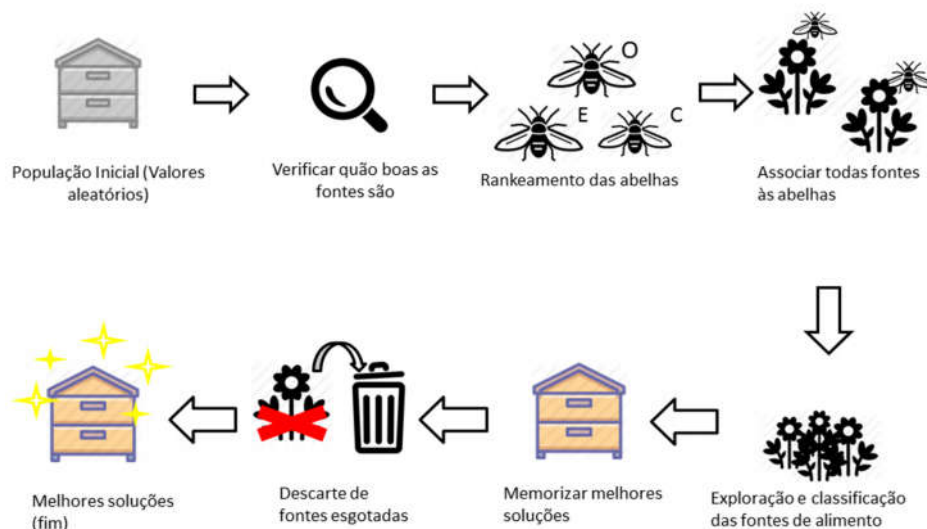 População Inicial (Valores
aleatórios)
Verificar quão boas as
fontes são
O
E
C
Rankeamento das abelhas
Associar todas fontes
às abelhas
Melhores soluções
(fim)
Descarte de
fontes esgotadas
Memorizar melhores
soluções
Exploração e classificação
das fontes de alimento